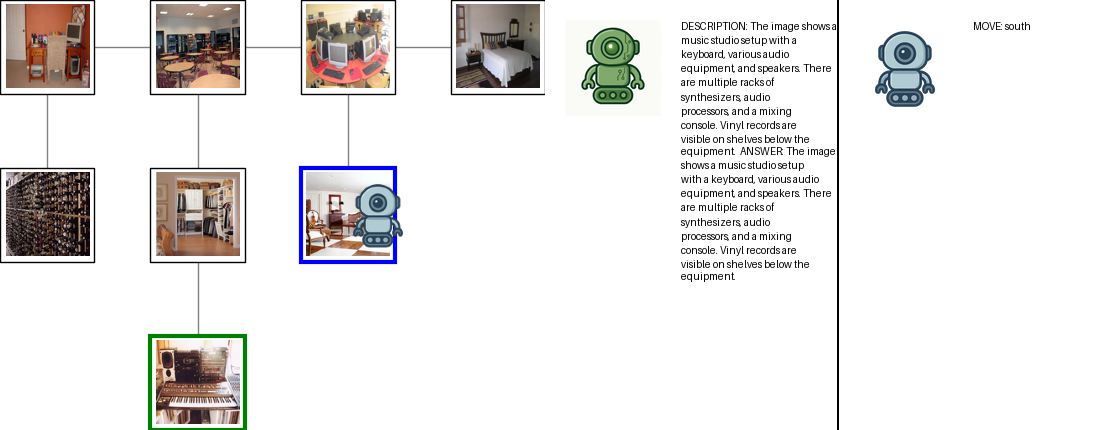 DESCRIPTION: The image shows a
music studio setup with a
keyboard, various audio
equipment, and speakers. There
are multiple racks of
synthesizers, audio
processors, and a mixing
console. Vinyl records are
visible on shelves below the
equipment. ANSWER: The image
shows a music studio setup
with a keyboard, various audio
equipment, and speakers. There
are multiple racks of
synthesizers, audio
processors, and a mixing
console. Vinyl records are
visible on shelves below the
equipment.
MOVE: south